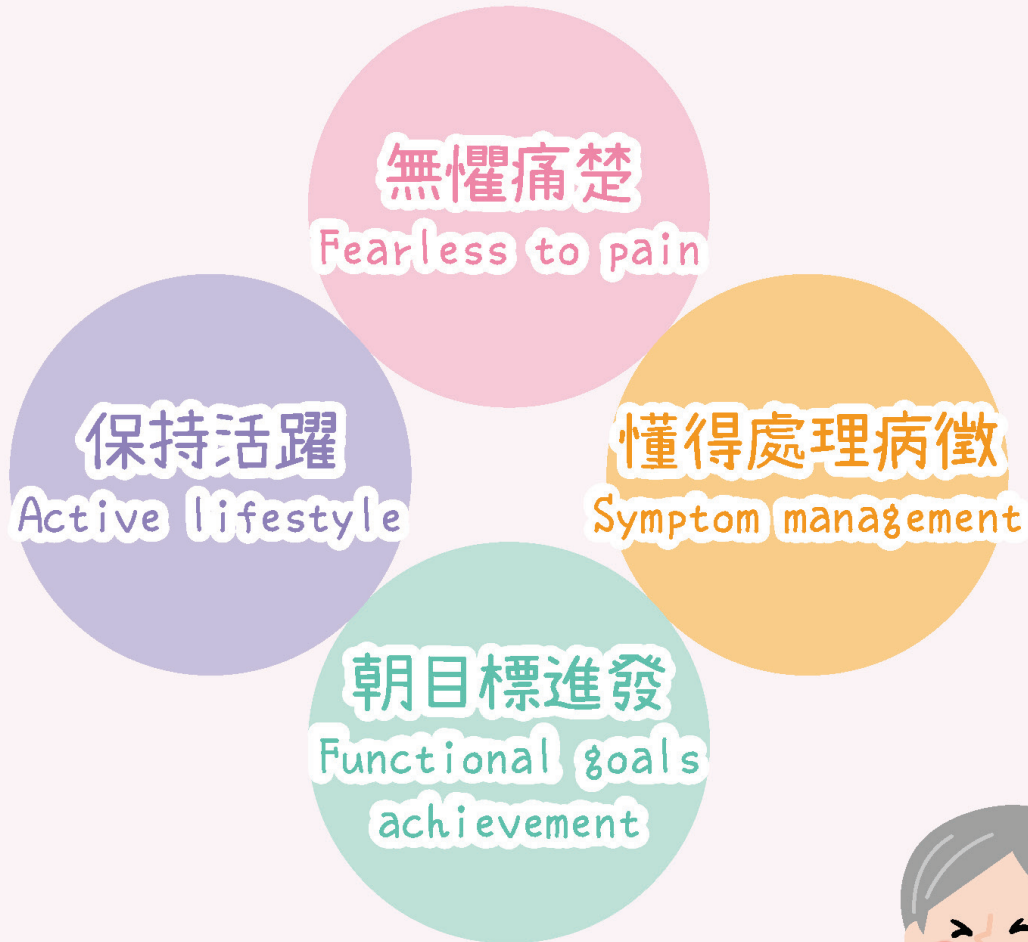 無懼痛楚
Fearless to pain
保持活躍
Active lifestyle
懂得處理病徵
Symptom management
朝目標進發
Functional goals
achievement